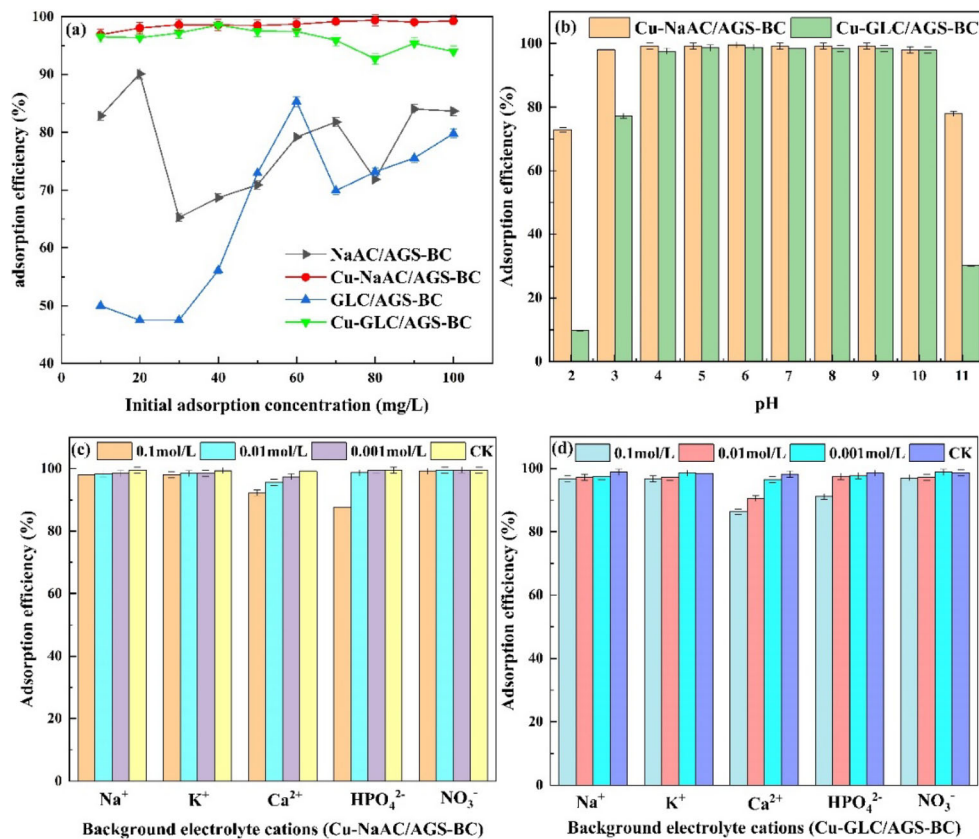 (a)
adsorption efficiency (%)
110
100
90
80
70
60
50
40
NaAC/AGS-BC
Cu-NaAC/AGS-BC
GLC/AGS-BC
Cu-GLC/AGS-BC
0 20 40 60 80 100
Initial adsorption concentration (mg/L)
(b)
Cu-NaAC/AGS-BC Cu-GLC/AGS-BC
Adsorption efficiency (%)
100
80
60
40
20
0
2 3 4 5 6 7 8 9 10 11
pH
(c)
0.1mol/L 0.01mol/L 0.001mol/L CK
Adsorption efficiency (%)
100
80
60
40
20
0
Na⁺ K⁺ Ca²⁺ HPO₄²⁻ NO₃⁻
Background electrolyte cations (Cu-NaAC/AGS-BC)
(d)
0.1mol/L 0.01mol/L 0.001mol/L CK
Adsorption efficiency (%)
100
80
60
40
20
0
Na⁺ K⁺ Ca²⁺ HPO₄²⁻ NO₃⁻
Background electrolyte cations (Cu-GLC/AGS-BC)